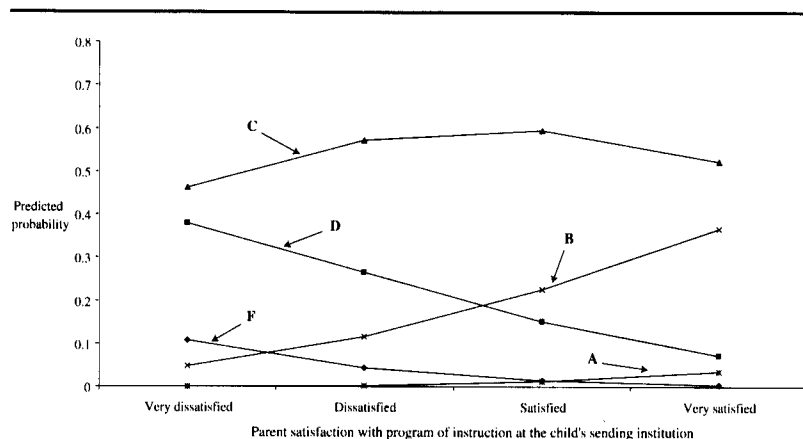 0.8
0.7
0.6
C
0.5
Predicted
probability
0.4
D
B
0.3
0.2
F
A
0.1
0
Very dissatisfied Dissatisfied Satisfied Very satisfied
Parent satisfaction with program of instruction at the child's sending institution